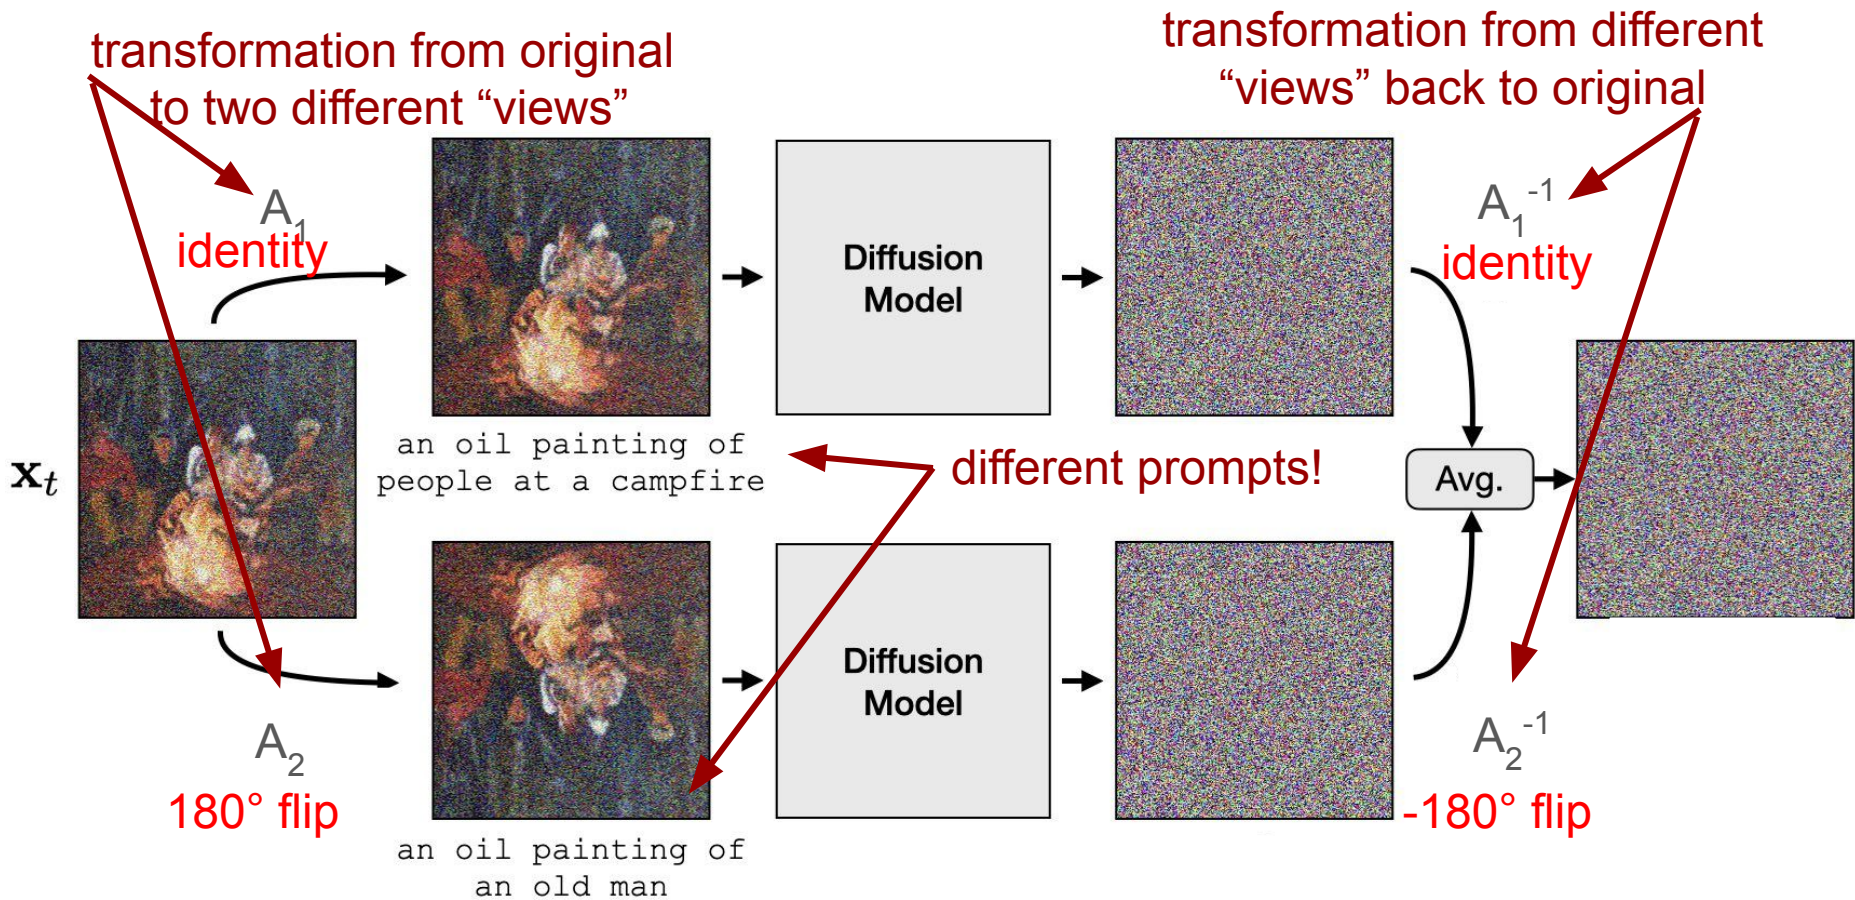 transformation from original
to two different “views”
transformation from different
“views” back to original
A1
identity
Diffusion
Model
A1-1
identity
xt
an oil painting of
people at a campfire
different prompts!
Avg.
A2
180° flip
Diffusion
Model
A2-1
-180° flip
an oil painting of
an old man